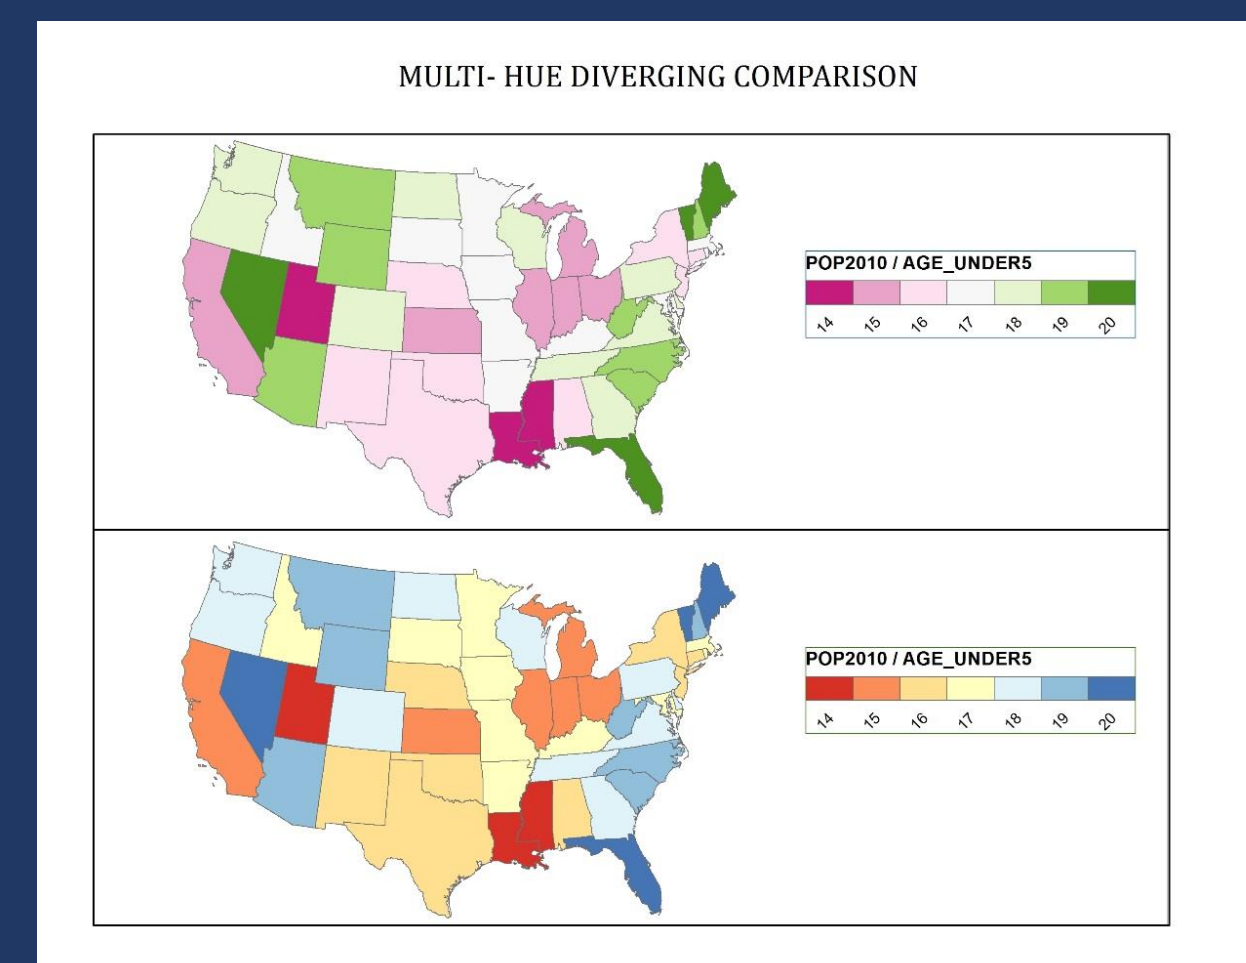 MULTI- HUE DIVERGING COMPARISON
POP2010 / AGE_UNDER5
14 15 16 17 18 19 20
POP2010 / AGE_UNDER5
14 15 16 17 18 19 20